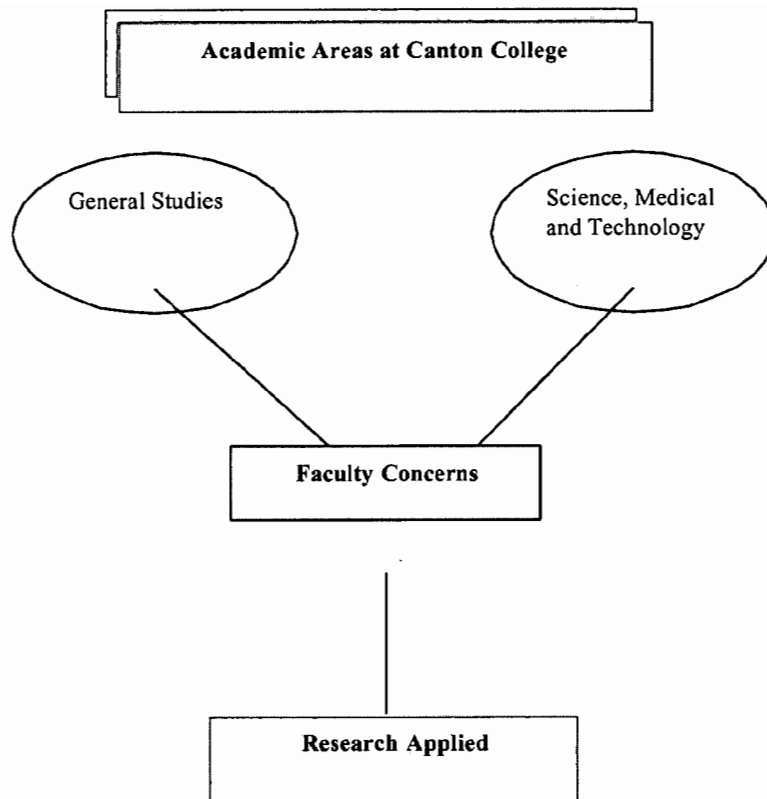 Academic Areas at Canton College
General Studies
Science, Medical
and Technology
Faculty Concerns
Research Applied